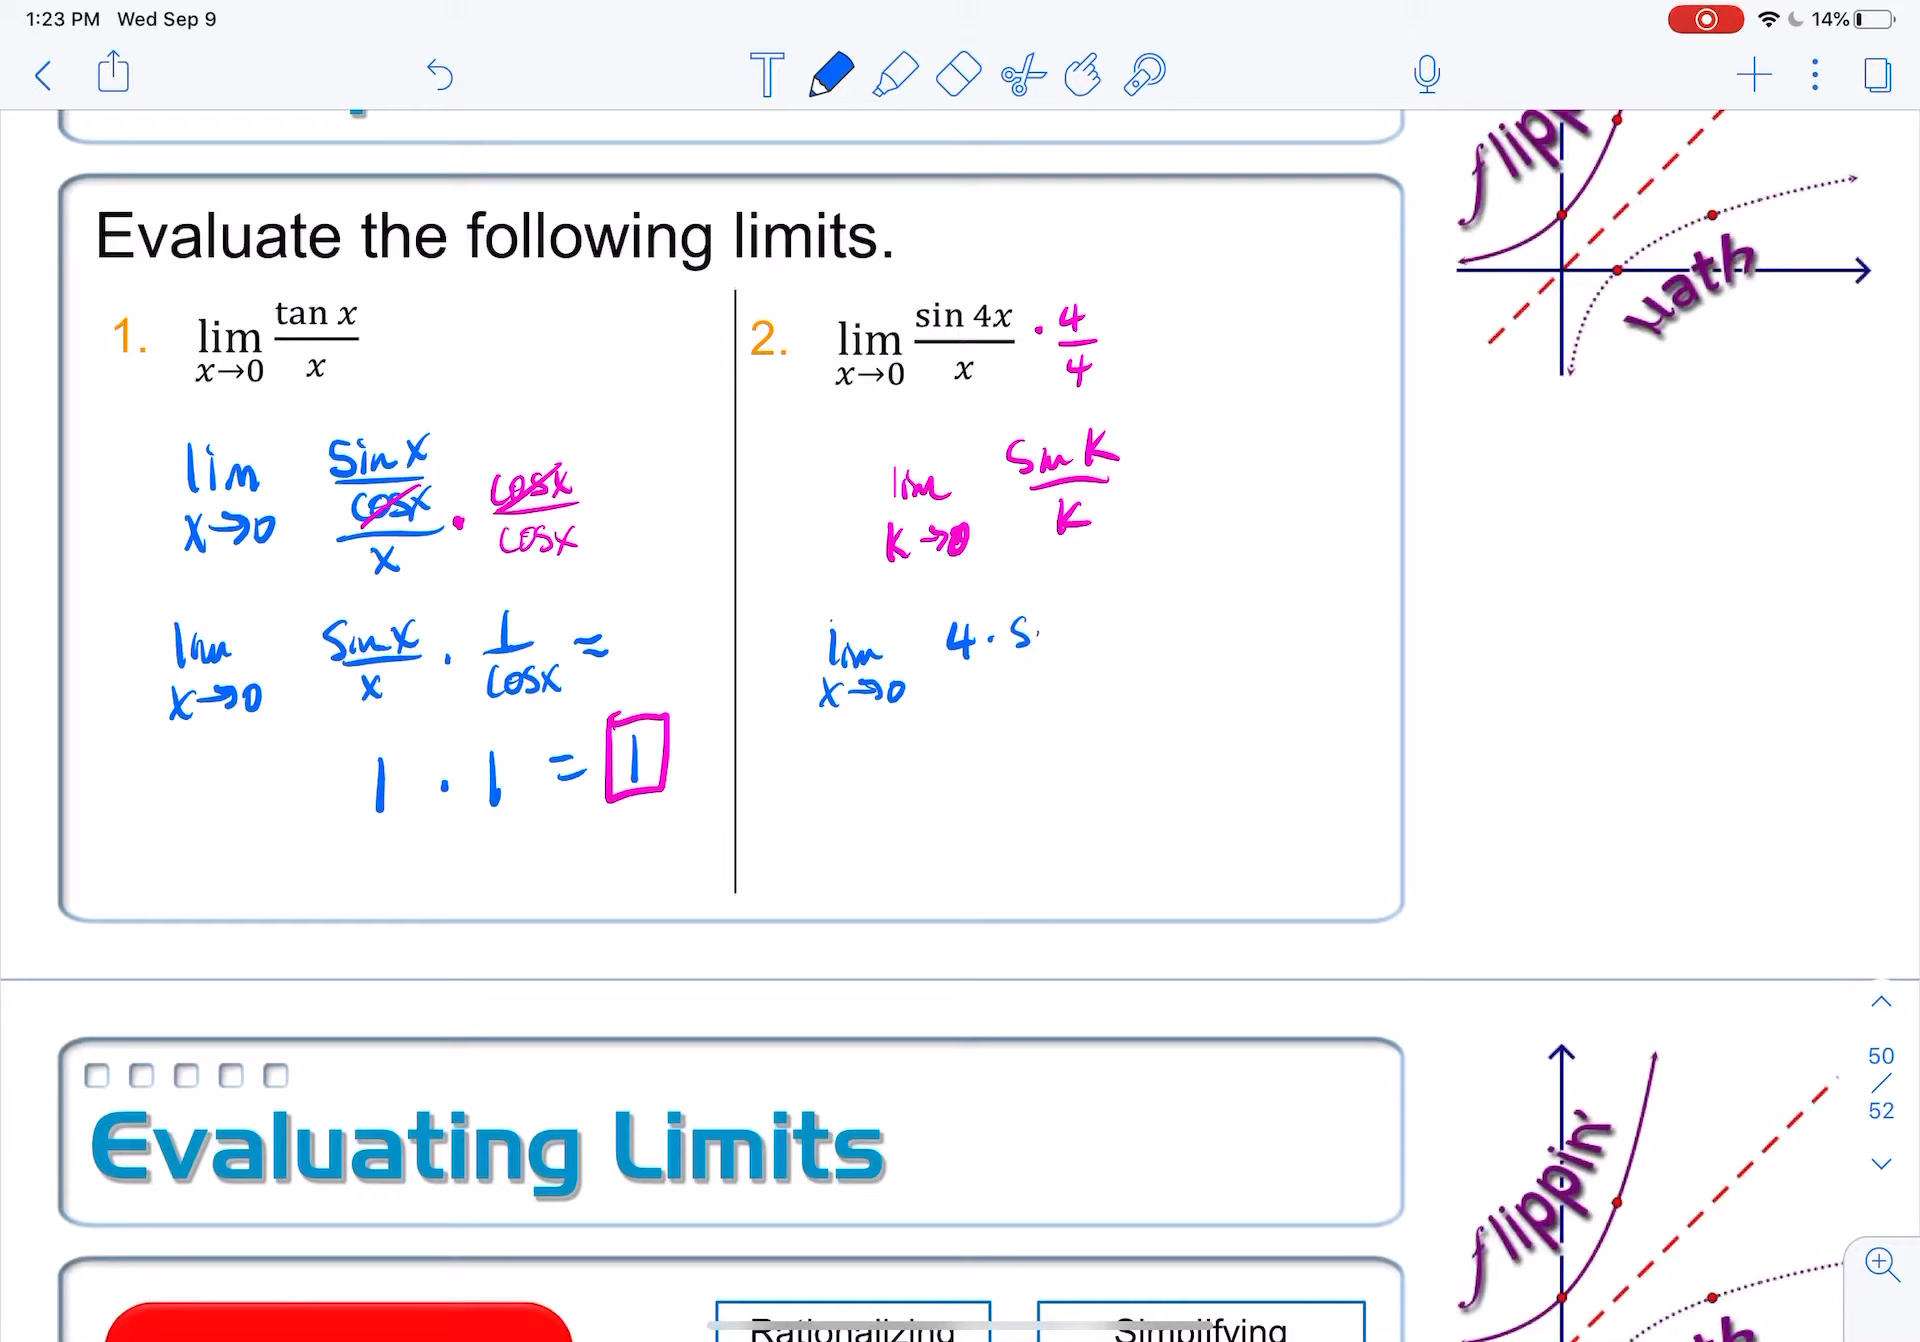 1:23 PM Wed Sep 9
14%
T
flippin'
Evaluate the following limits.
math
1. lim x→0 tan x / x
lim x→0 sin x / cos x / x · cos x / cos x
lim x→0 sin x / x · 1 / cos x =
1 · 1 = 1
2. lim x→0 sin 4x / x · 4 / 4
lim k→0 sin k / k
lim x→0 4 · s
50 / 52
Evaluating Limits
flippin'
Rationalizing
Simplifying